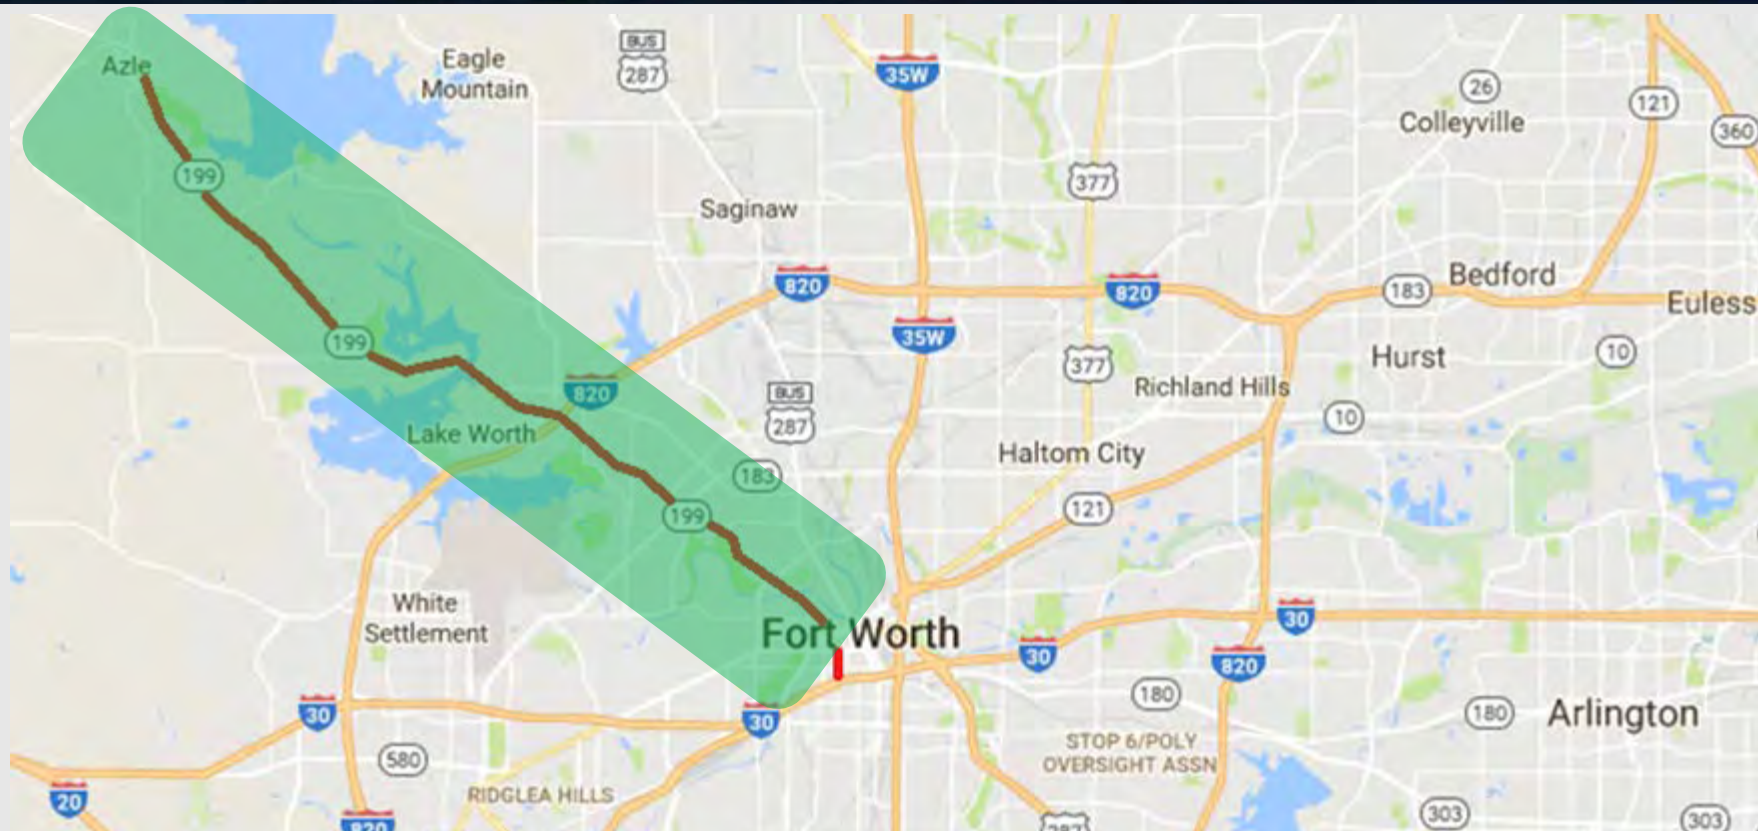 Azle
Eagle
Mountain
BUS
287
35W
26
Colleyville
121
360
199
377
Saginaw
820
820
183
Bedford
Euless
35W
199
377
Hurst
10
Richland Hills
820
BUS
287
10
Lake Worth
Haltom City
183
199
121
White
Settlement
Fort Worth
30
30
820
180
30
30
180
Arlington
STOP 6/POLY
OVERSIGHT ASSN
580
RIDGLEA HILLS
20
820
287
303
303